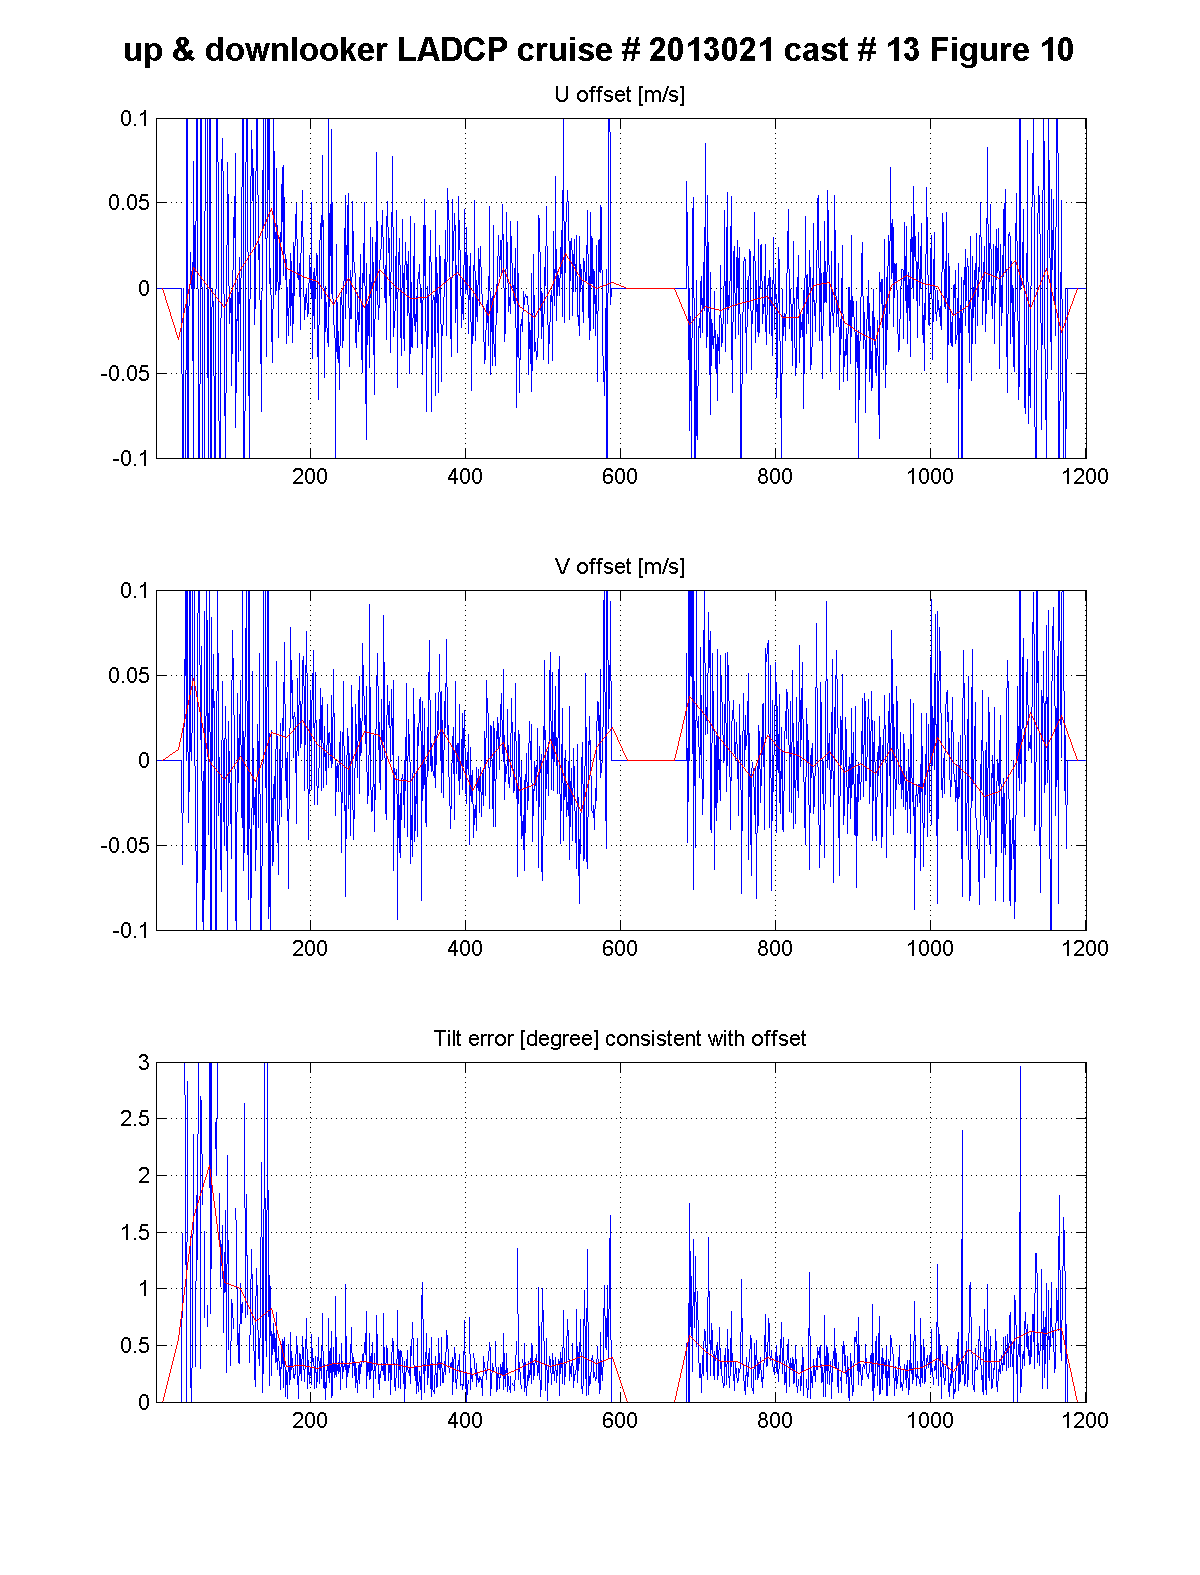 up & downlooker LADCP cruise # 2013021 cast # 13 Figure 10
U offset [m/s]
0.1
0.05
0
-0.05
-0.1
200 400 600 800 1000 1200
V offset [m/s]
0.1
0.05
0
-0.05
-0.1
200 400 600 800 1000 1200
Tilt error [degree] consistent with offset
3
2.5
2
1.5
1
0.5
0
200 400 600 800 1000 1200